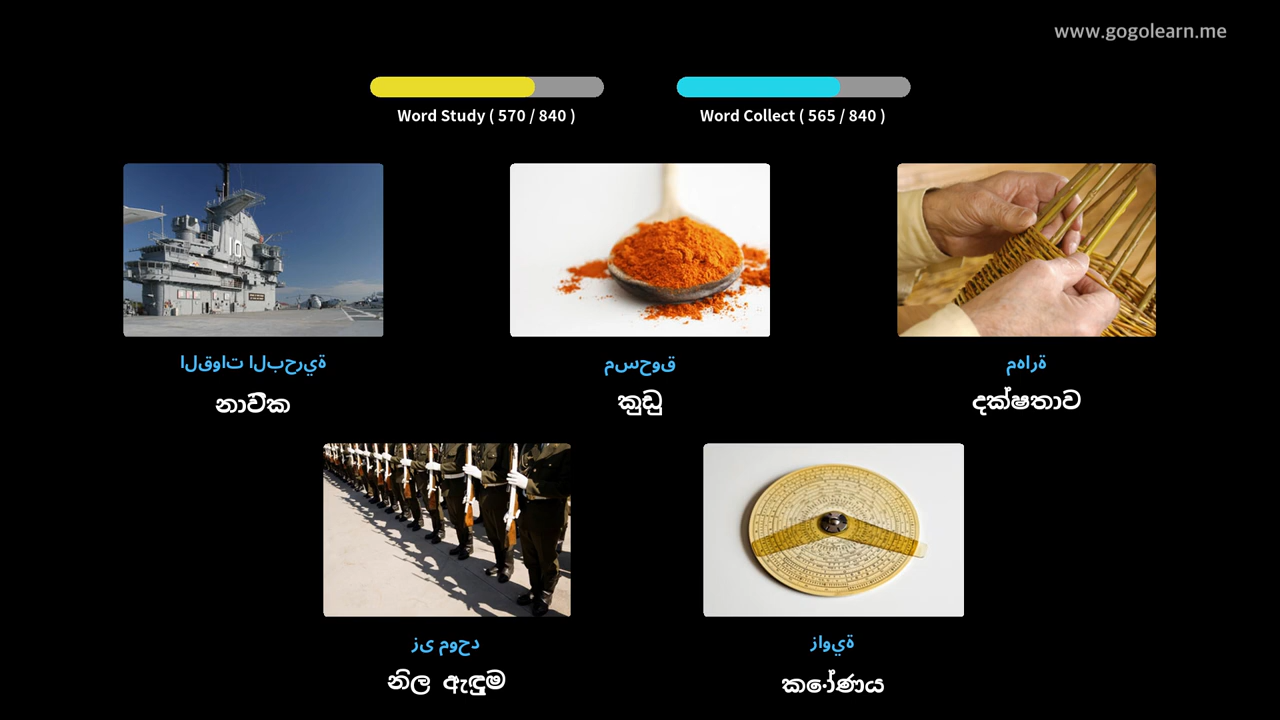 www.gogolearn.me
Word Study ( 570 / 840 )
Word Collect ( 565 / 840 )
القوات البحرية
නාවික
مسحوق
කුඩු
مهارة
දක්ෂතාව
زى موحد
නිල ඇඳුම
زاوية
කෝණය